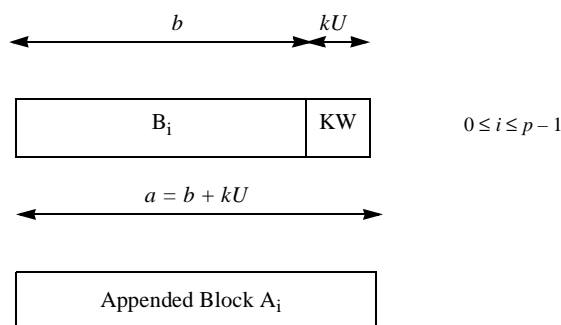 b kU
B_i KW 0 ≤ i ≤ p – 1
a = b + kU
Appended Block A_i